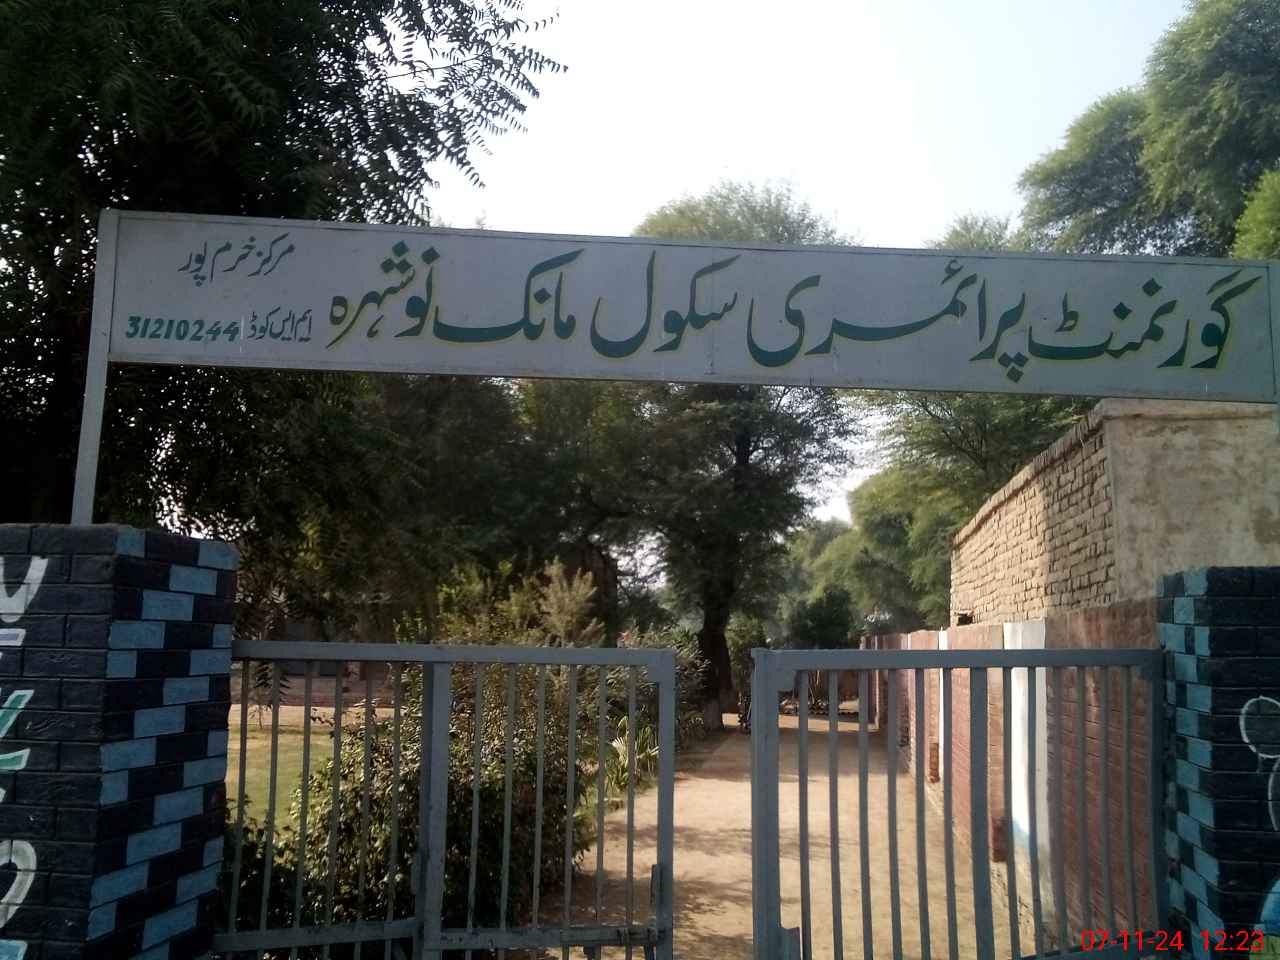 گورنمنٹ پرائمری سکول مانک نوشہرہ
مرکز خرم پور
ایم ایس کوڈ 31210244
07-11-24 12:23